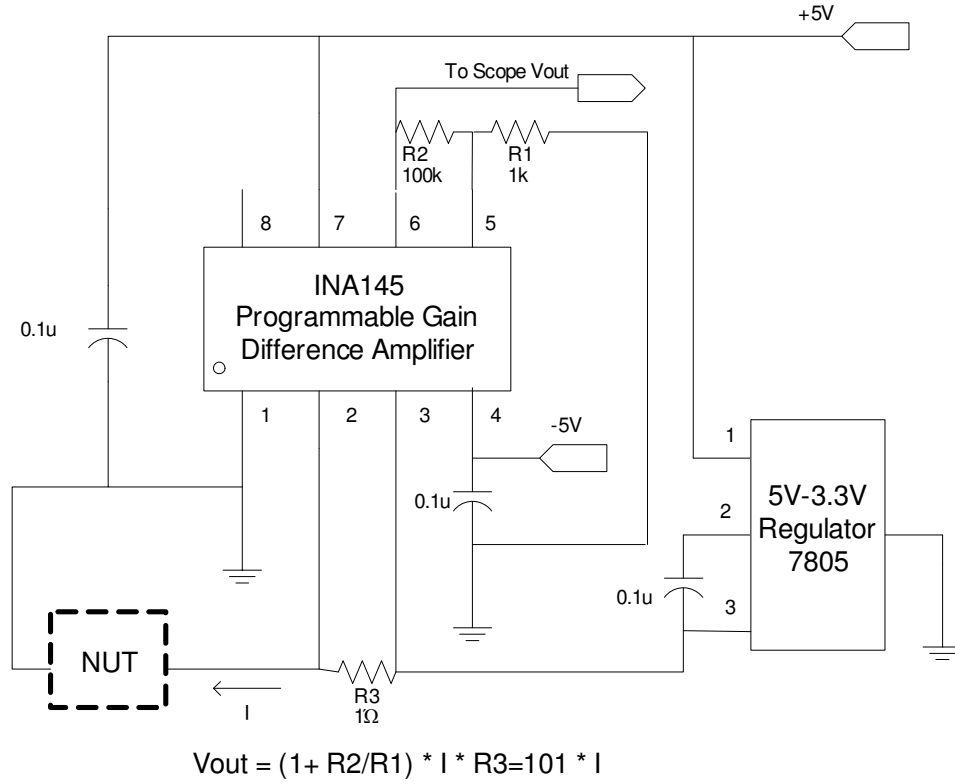 +5V
To Scope Vout
R2
100k
R1
1k
8
7
6
5
INA145
Programmable Gain
Difference Amplifier
0.1u
1
2
3
4
-5V
0.1u
1
2
3
5V-3.3V
Regulator
7805
0.1u
NUT
I
R3
1Ω
Vout = (1+ R2/R1) * I * R3=101 * I